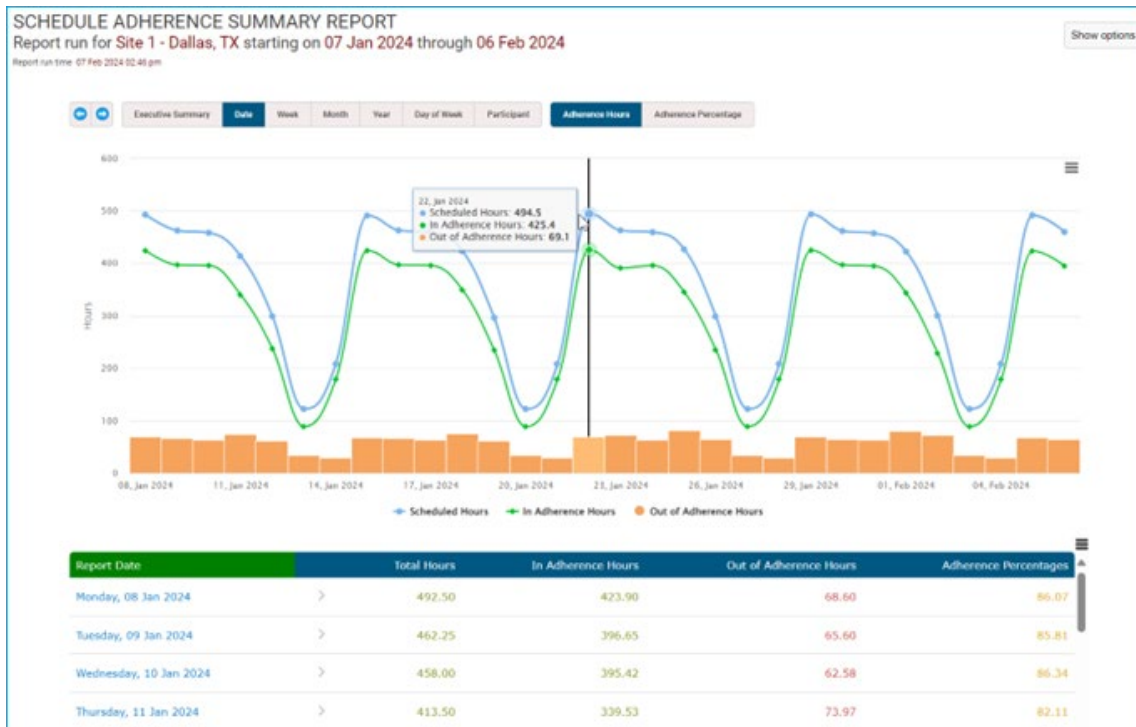 SCHEDULE ADHERENCE SUMMARY REPORT
Report run for Site 1 - Dallas, TX starting on 07 Jan 2024 through 06 Feb 2024
Report run time 07 Feb 2024 02:46 pm
Show options
Executive Summary Date Week Month Year Day of Week Participant Adherence Hours Adherence Percentage
600
500
400
300
200
100
0
Hours
22, Jan 2024
Scheduled Hours: 494.5
In Adherence Hours: 425.4
Out of Adherence Hours: 69.1
08, Jan 2024 11, Jan 2024 14, Jan 2024 17, Jan 2024 20, Jan 2024 23, Jan 2024 26, Jan 2024 29, Jan 2024 01, Feb 2024 04, Feb 2024
Scheduled Hours In Adherence Hours Out of Adherence Hours
Report Date Total Hours In Adherence Hours Out of Adherence Hours Adherence Percentages
Monday, 08 Jan 2024 492.50 423.90 68.60 86.07
Tuesday, 09 Jan 2024 462.25 396.65 65.60 85.81
Wednesday, 10 Jan 2024 458.00 395.42 62.58 86.34
Thursday, 11 Jan 2024 413.50 339.53 73.97 82.11